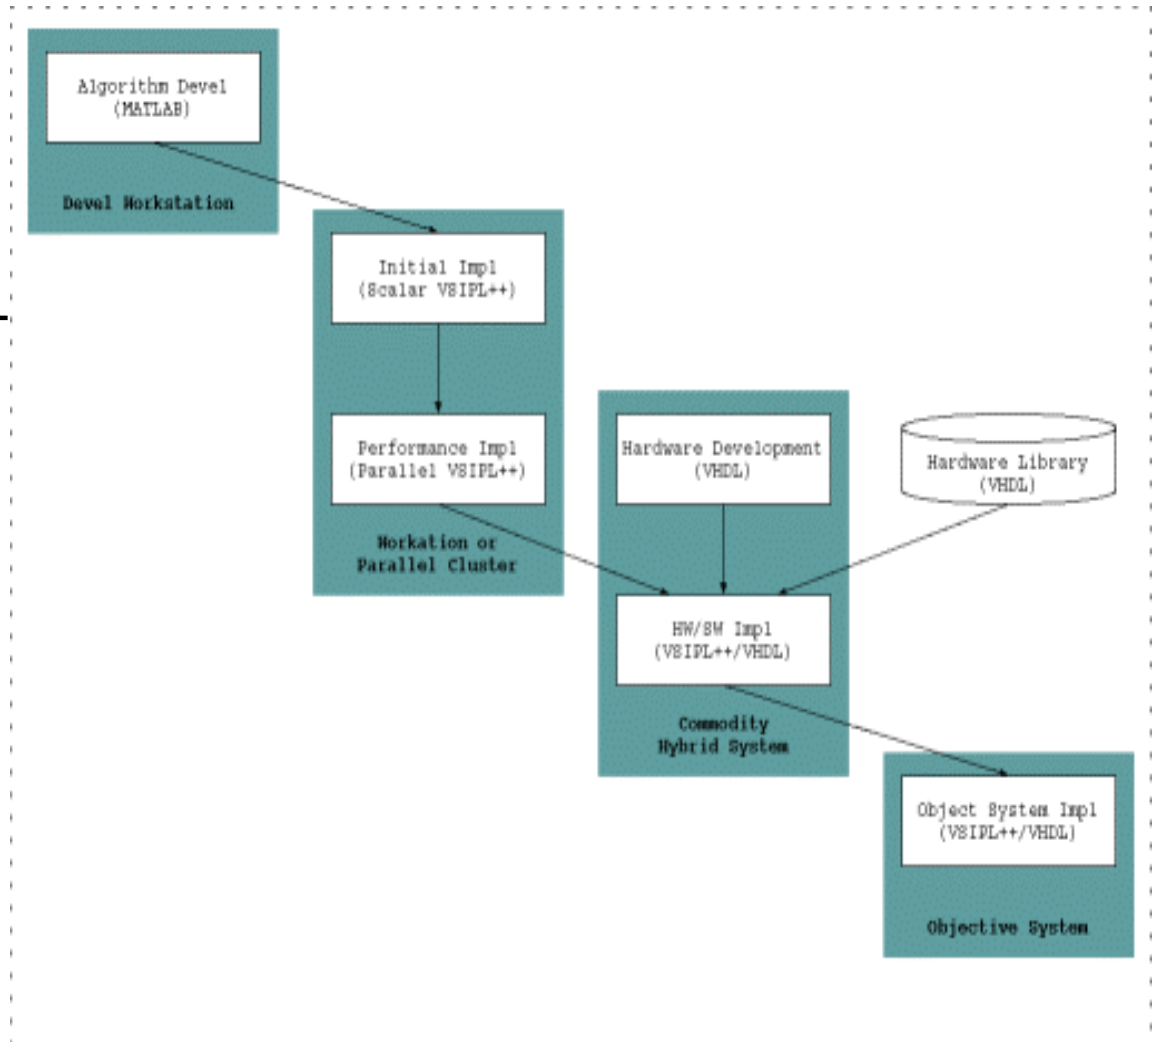 Algorithm Devel
(MATLAB)
Devel Workstation
Initial Impl
(Scalar VSIPL++)
Performance Impl
(Parallel VSIPL++)
Workation or
Parallel Cluster
Hardware Development
(VHDL)
Hardware Library
(VHDL)
HW/SW Impl
(VSIPL++/VHDL)
Commodity
Hybrid System
Object System Impl
(VSIPL++/VHDL)
Objective System